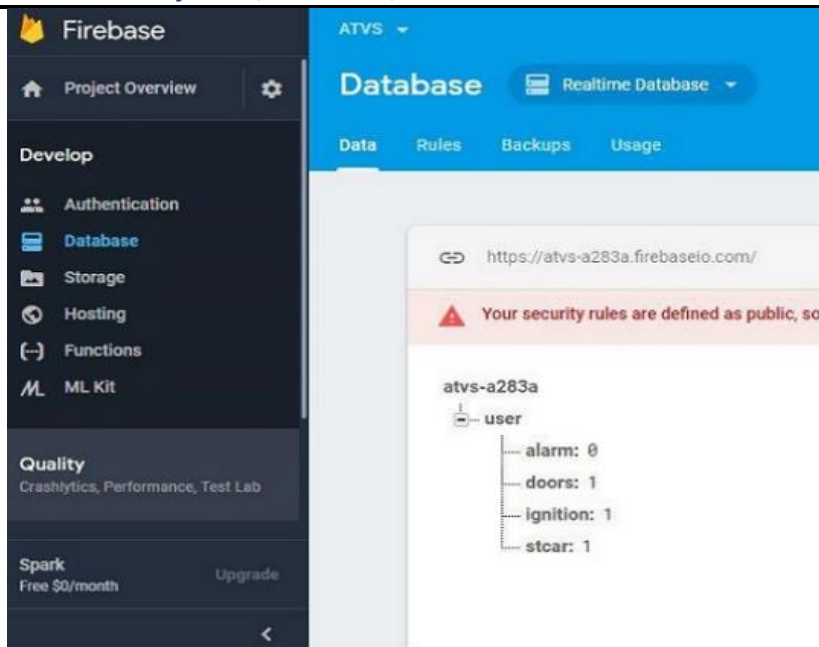 Firebase
Project Overview
Develop
Authentication
Database
Storage
Hosting
Functions
ML Kit
Quality
Crashlytics, Performance, Test Lab
Spark
Free $0/month
Upgrade
ATVS
Database
Realtime Database
Data Rules Backups Usage
https://atvs-a283a.firebaseio.com/
Your security rules are defined as public, so
atvs-a283a
user
alarm: 0
doors: 1
ignition: 1
stcar: 1